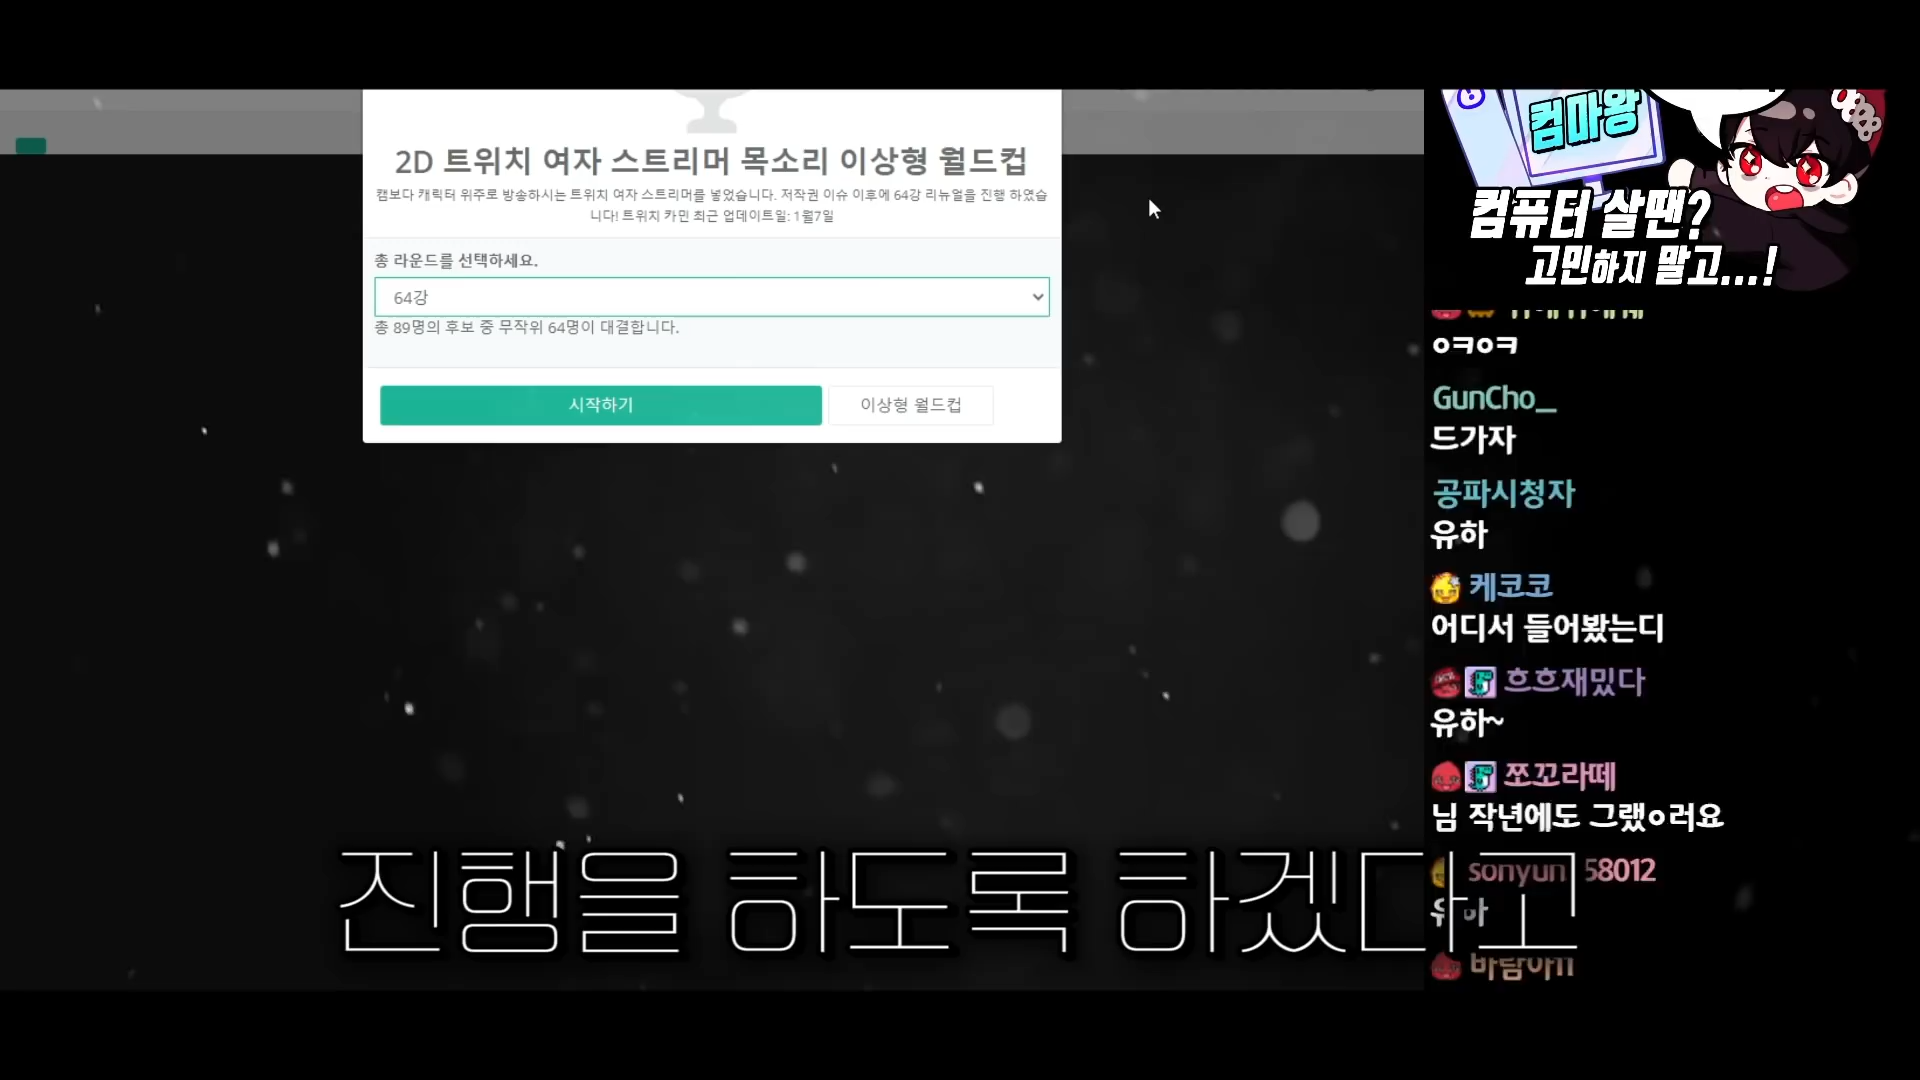 2D 트위치 여자 스트리머 목소리 이상형 월드컵
캠보다 캐릭터 위주로 방송하시는 트위치 여자 스트리머를 넣었습니다. 저작권 이슈 이후에 64강 리뉴얼을 진행 하였습
니다! 트위치 카민 최근 업데이트일: 1월7일
총 라운드를 선택하세요.
64강
총 89명의 후보 중 무작위 64명이 대결합니다.
시작하기
이상형 월드컵
컴마왕
컴퓨터 살땐?
고민하지 말고...!
ㅇㅋㅇㅋ
GunCho_
드가자
공파시청자
유하
케코코
어디서 들어봤는디
흐흐재밌다
유하~
쪼꼬라떼
님 작년에도 그랬ㅇ러요
sonyun 58012
진행을 하도록 하겠다고